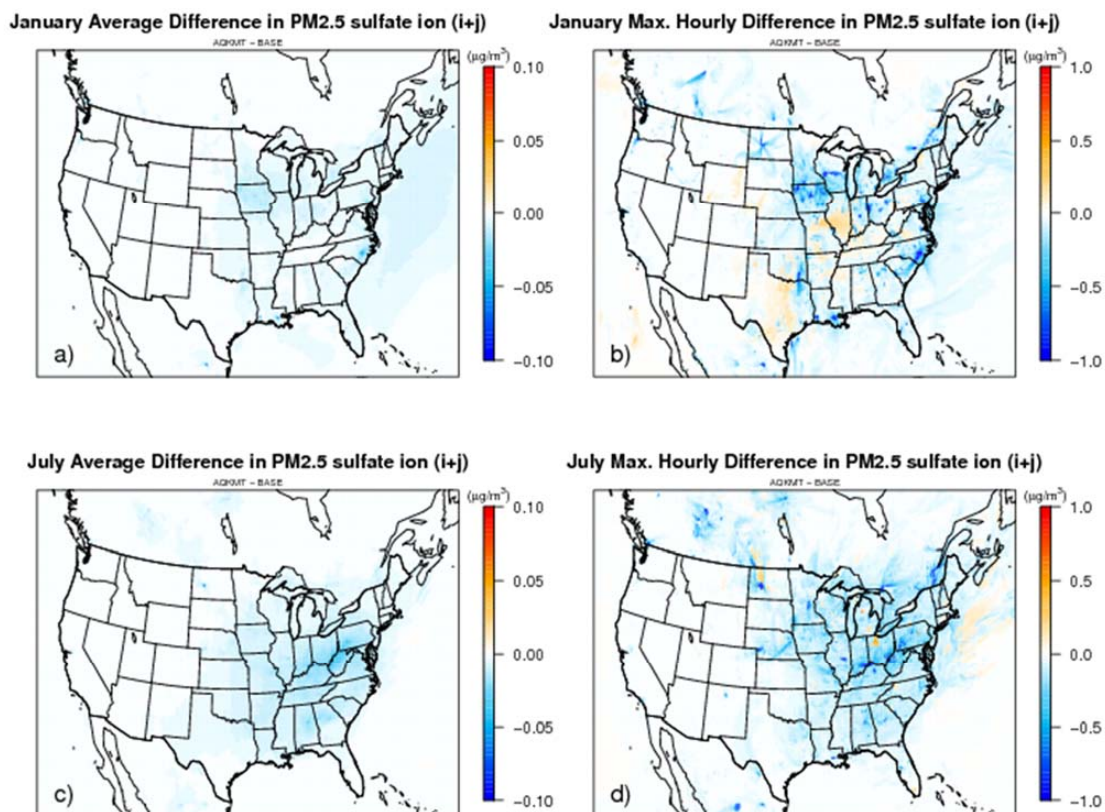 January Average Difference in PM2.5 sulfate ion (i+j)
AQKMT − BASE
(μg/m³)
0.10
0.05
0.00
−0.05
−0.10
a)
January Max. Hourly Difference in PM2.5 sulfate ion (i+j)
AQKMT − BASE
(μg/m³)
1.0
0.5
0.0
−0.5
−1.0
b)
July Average Difference in PM2.5 sulfate ion (i+j)
AQKMT − BASE
(μg/m³)
0.10
0.05
0.00
−0.05
−0.10
c)
July Max. Hourly Difference in PM2.5 sulfate ion (i+j)
AQKMT − BASE
(μg/m³)
1.0
0.5
0.0
−0.5
−1.0
d)